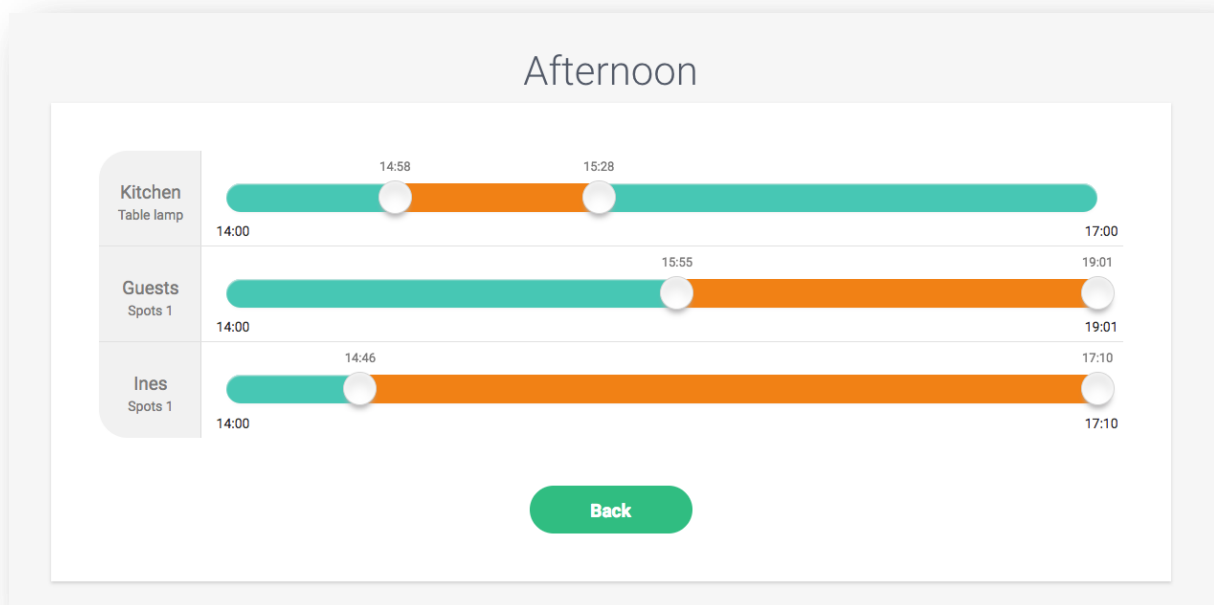 Afternoon
14:58 15:28
Kitchen
Table lamp
14:00 17:00
15:55 19:01
Guests
Spots 1
14:00 19:01
14:46 17:10
Ines
Spots 1
14:00 17:10
Back